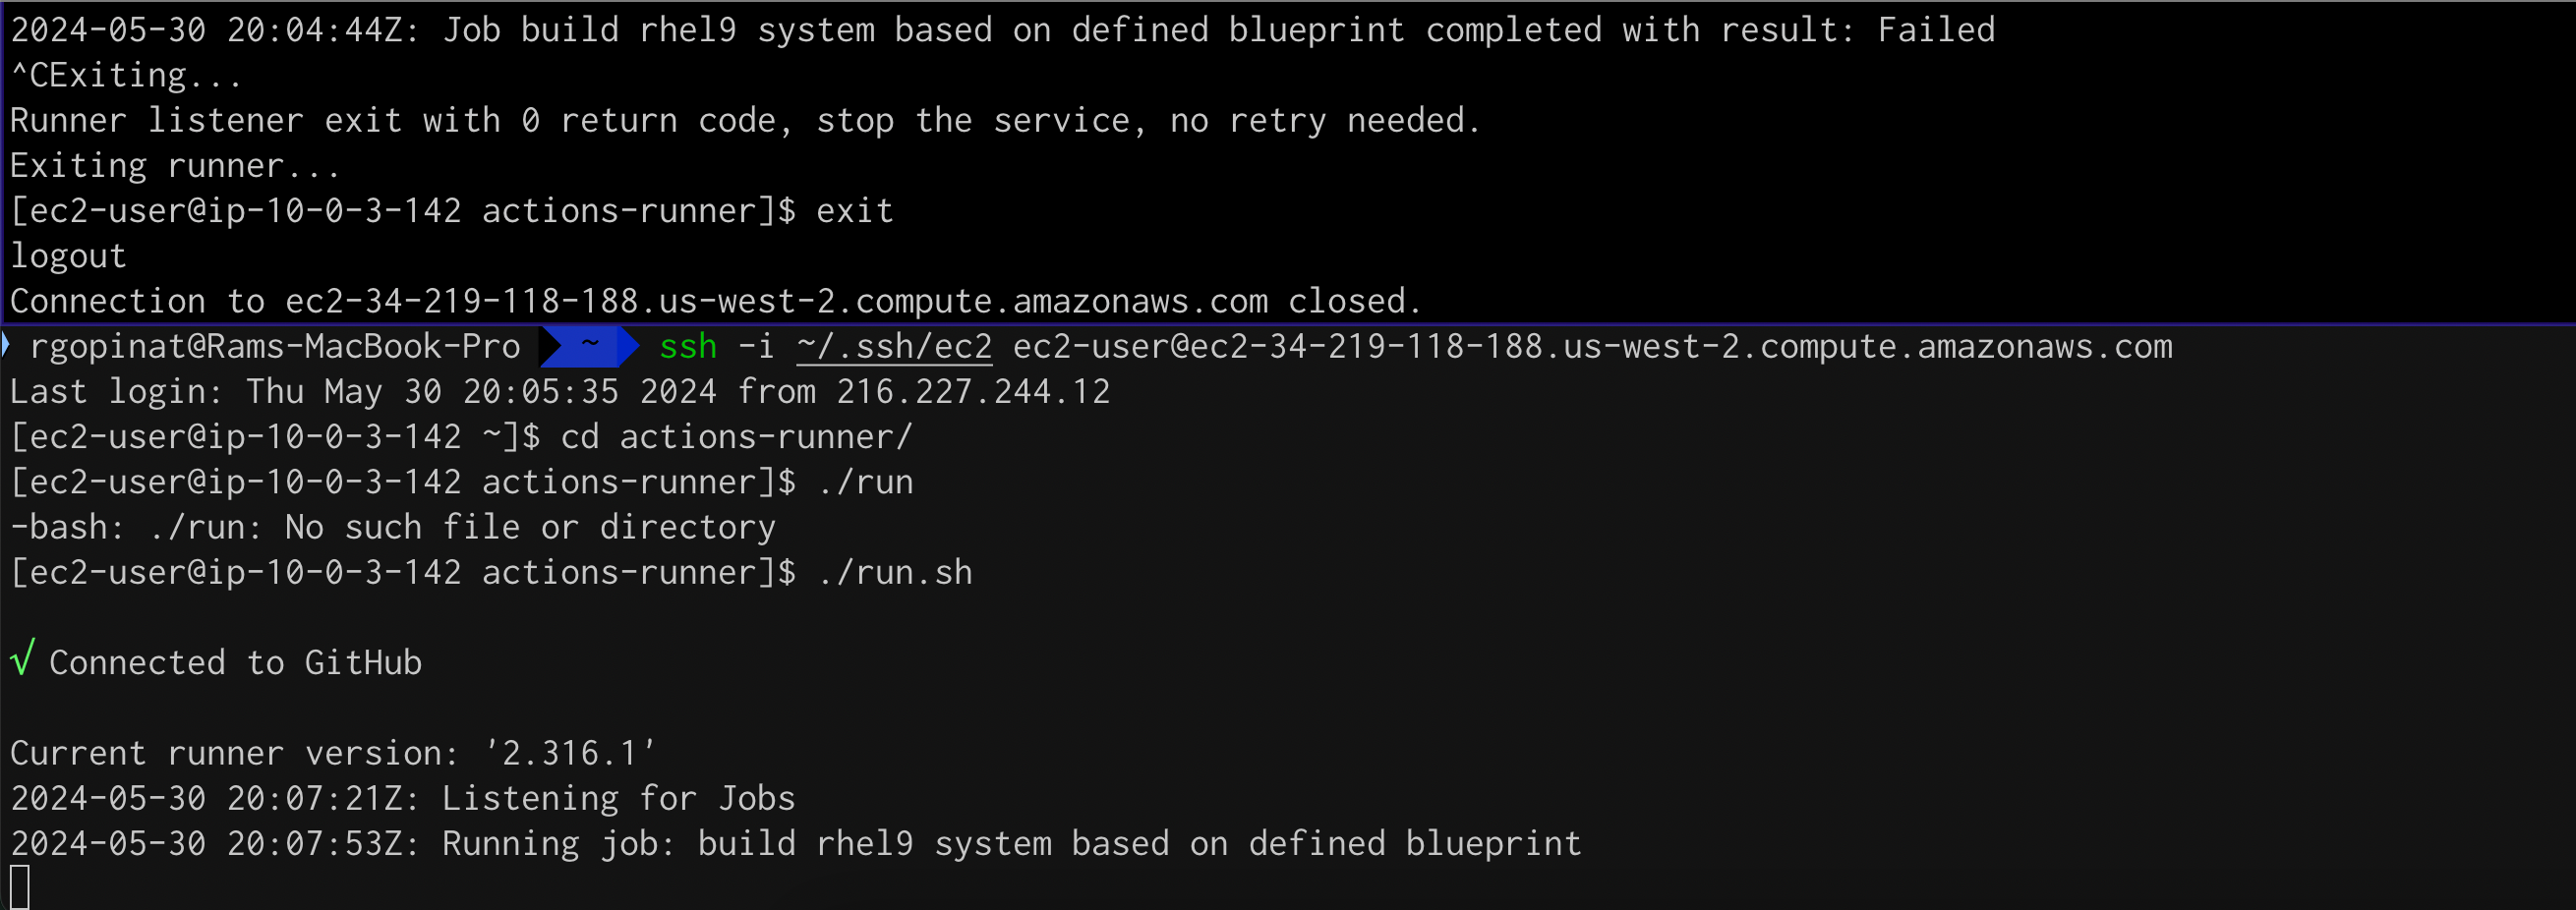 2024-05-30 20:04:44Z: Job build rhel9 system based on defined blueprint completed with result: Failed
^CExiting...
Runner listener exit with 0 return code, stop the service, no retry needed.
Exiting runner...
[ec2-user@ip-10-0-3-142 actions-runner]$ exit
logout
Connection to ec2-34-219-118-188.us-west-2.compute.amazonaws.com closed.
rgopinat@Rams-MacBook-Pro ~ ssh -i ~/.ssh/ec2 ec2-user@ec2-34-219-118-188.us-west-2.compute.amazonaws.com
Last login: Thu May 30 20:05:35 2024 from 216.227.244.12
[ec2-user@ip-10-0-3-142 ~]$ cd actions-runner/
[ec2-user@ip-10-0-3-142 actions-runner]$ ./run
-bash: ./run: No such file or directory
[ec2-user@ip-10-0-3-142 actions-runner]$ ./run.sh
√ Connected to GitHub
Current runner version: '2.316.1'
2024-05-30 20:07:21Z: Listening for Jobs
2024-05-30 20:07:53Z: Running job: build rhel9 system based on defined blueprint